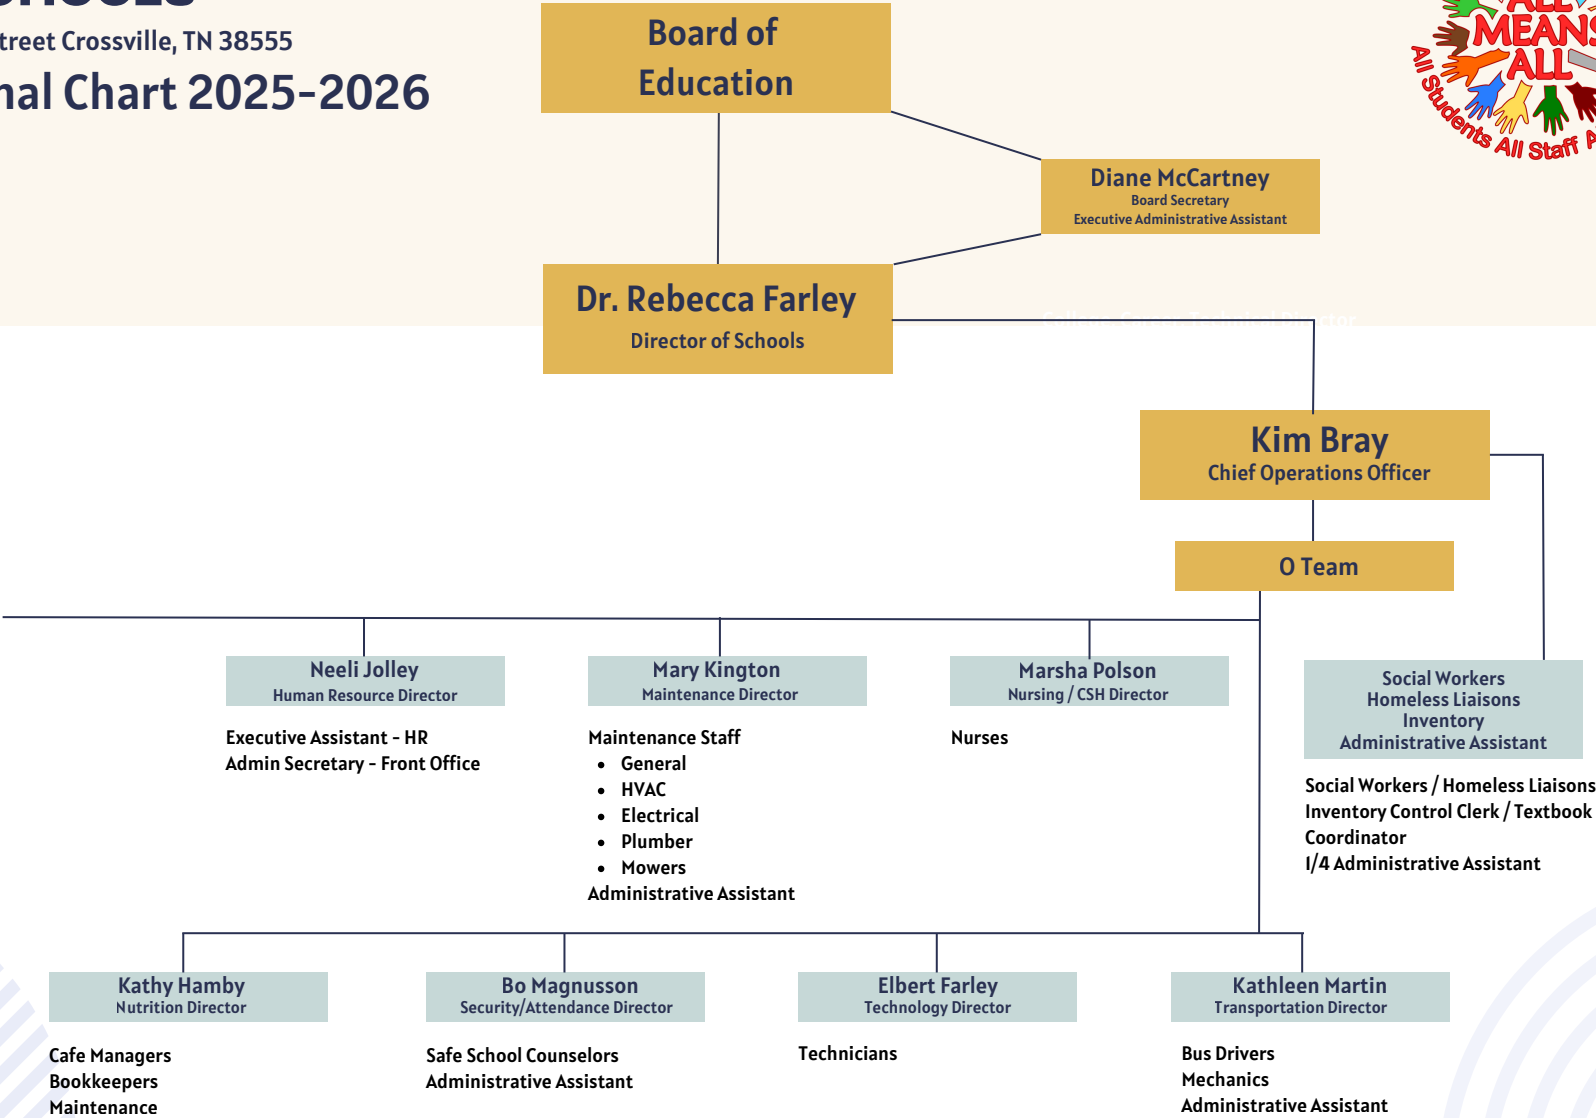 Street Crossville, TN 38555
nal Chart 2025-2026
Board of
Education
ALL
MEANS
ALL
All Students All Staff
Diane McCartney
Board Secretary
Executive Administrative Assistant
Dr. Rebecca Farley
Director of Schools
College, Career, Technical Director
Kim Bray
Chief Operations Officer
O Team
Neeli Jolley
Human Resource Director
Executive Assistant - HR
Admin Secretary - Front Office
Mary Kington
Maintenance Director
Maintenance Staff
• General
• HVAC
• Electrical
• Plumber
• Mowers
Administrative Assistant
Marsha Polson
Nursing / CSH Director
Nurses
Social Workers
Homeless Liaisons
Inventory
Administrative Assistant
Social Workers / Homeless Liaisons
Inventory Control Clerk / Textbook
Coordinator
1/4 Administrative Assistant
Kathy Hamby
Nutrition Director
Cafe Managers
Bookkeepers
Maintenance
Bo Magnusson
Security/Attendance Director
Safe School Counselors
Administrative Assistant
Elbert Farley
Technology Director
Technicians
Kathleen Martin
Transportation Director
Bus Drivers
Mechanics
Administrative Assistant